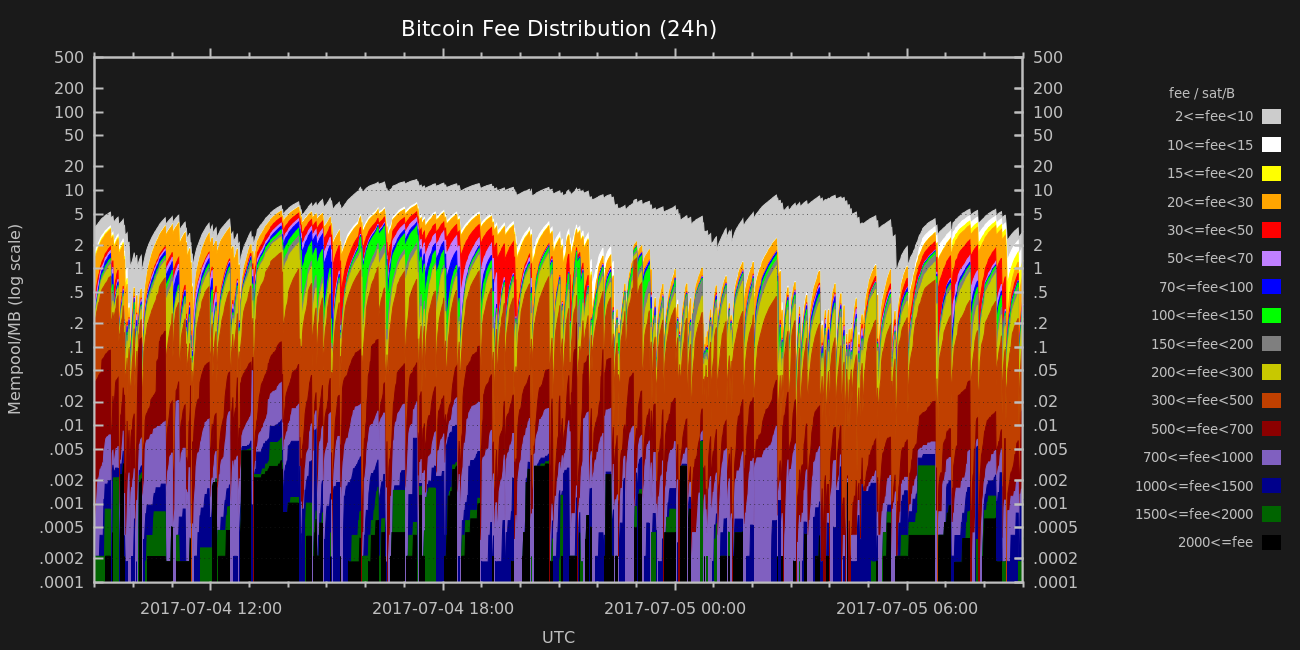 Bitcoin Fee Distribution (24h)
500
200
100
50
20
10
5
2
1
.5
.2
.1
.05
.02
.01
.005
.002
.001
.0005
.0002
.0001
Mempool/MB (log scale)
500
200
100
50
20
10
5
2
1
.5
.2
.1
.05
.02
.01
.005
.002
.001
.0005
.0002
.0001
2017-07-04 12:00 2017-07-04 18:00 2017-07-05 00:00 2017-07-05 06:00
UTC
fee / sat/B
2<=fee<10
10<=fee<15
15<=fee<20
20<=fee<30
30<=fee<50
50<=fee<70
70<=fee<100
100<=fee<150
150<=fee<200
200<=fee<300
300<=fee<500
500<=fee<700
700<=fee<1000
1000<=fee<1500
1500<=fee<2000
2000<=fee